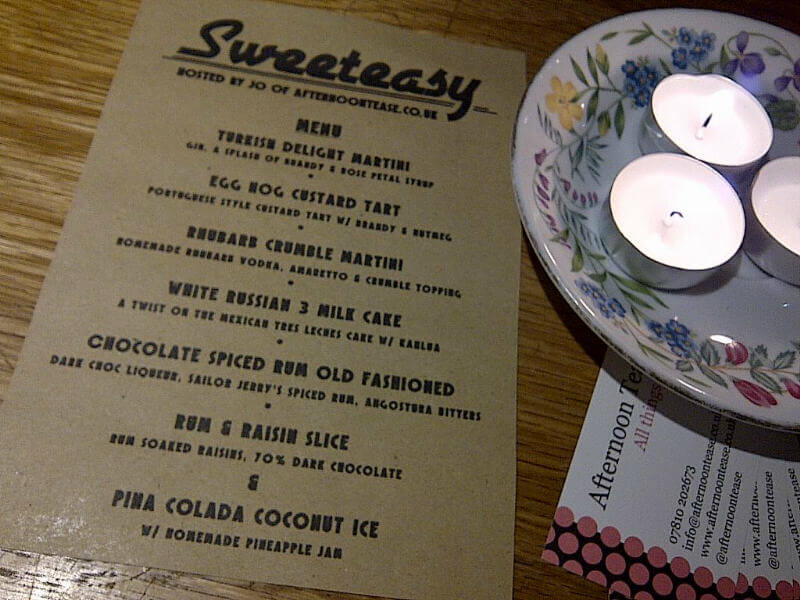 Sweeteasy
HOSTED BY JO OF AFTERNOONTEASE.CO.UK
MENU
TURKISH DELIGHT MARTINI
GIN, A SPLASH OF BRANDY & ROSE PETAL SYRUP
EGG NOG CUSTARD TART
PORTUGUESE STYLE CUSTARD TART W/ BRANDY & NUTMEG
RHUBARB CRUMBLE MARTINI
HOMEMADE RHUBARB VODKA, AMARETTO & CRUMBLE TOPPING
WHITE RUSSIAN 3 MILK CAKE
A TWIST ON THE MEXICAN TRES LECHES CAKE W/ KAHLUA
CHOCOLATE SPICED RUM OLD FASHIONED
DARK CHOC LIQUEUR, SAILOR JERRY'S SPICED RUM, ANGOSTURA BITTERS
RUM & RAISIN SLICE
RUM SOAKED RAISINS, 70% DARK CHOCOLATE
&
PINA COLADA COCONUT ICE
W/ HOMEMADE PINEAPPLE JAM
Afternoon Te
All things
07810 202673
info@afternoontease.co.u
www.afternoontease.co.u
@afternoontease
www.afternoon
@afternoontease